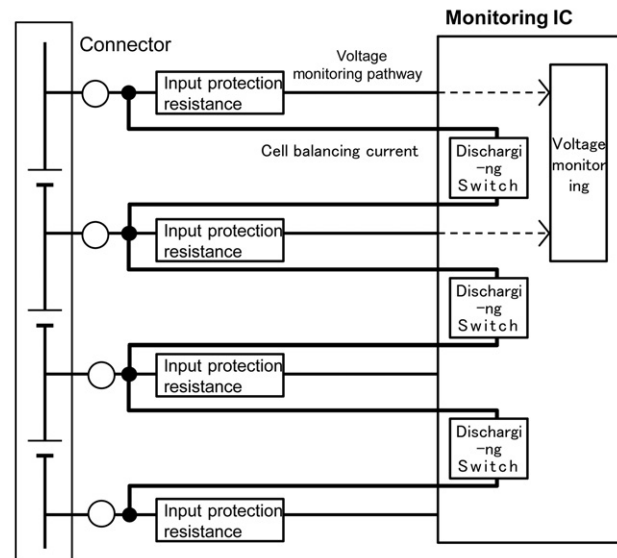 Monitoring IC
Connector
Voltage
monitoring pathway
Input protection
resistance
Cell balancing current
Dischargi
-ng
Switch
Voltage
monitor
ing
Input protection
resistance
Dischargi
-ng
Switch
Input protection
resistance
Dischargi
-ng
Switch
Input protection
resistance